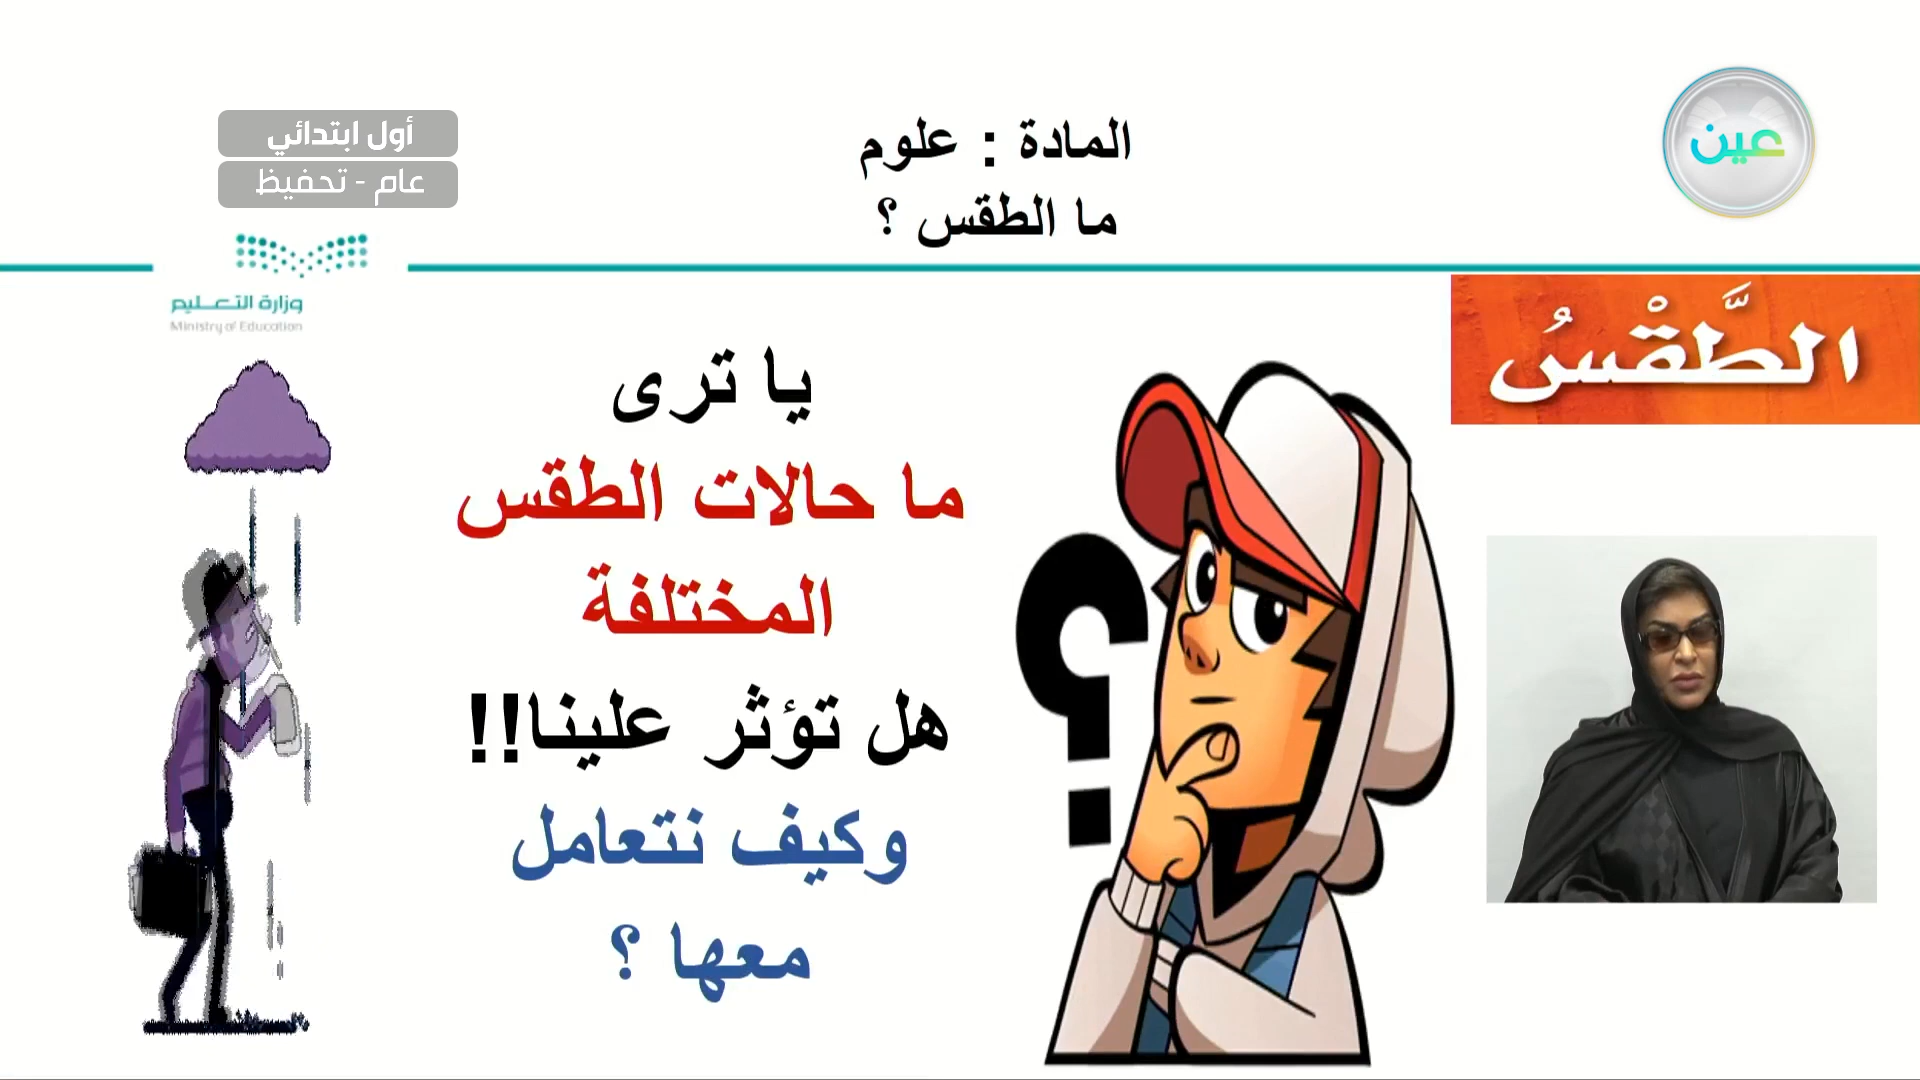 أول ابتدائي
عام - تحفيظ
المادة : علوم
ما الطقس ؟
عين
وزارة التعليم
Ministry of Education
الطَّقْسُ
يا ترى
ما حالات الطقس
المختلفة
هل تؤثر علينا!!
وكيف نتعامل
معها ؟
؟